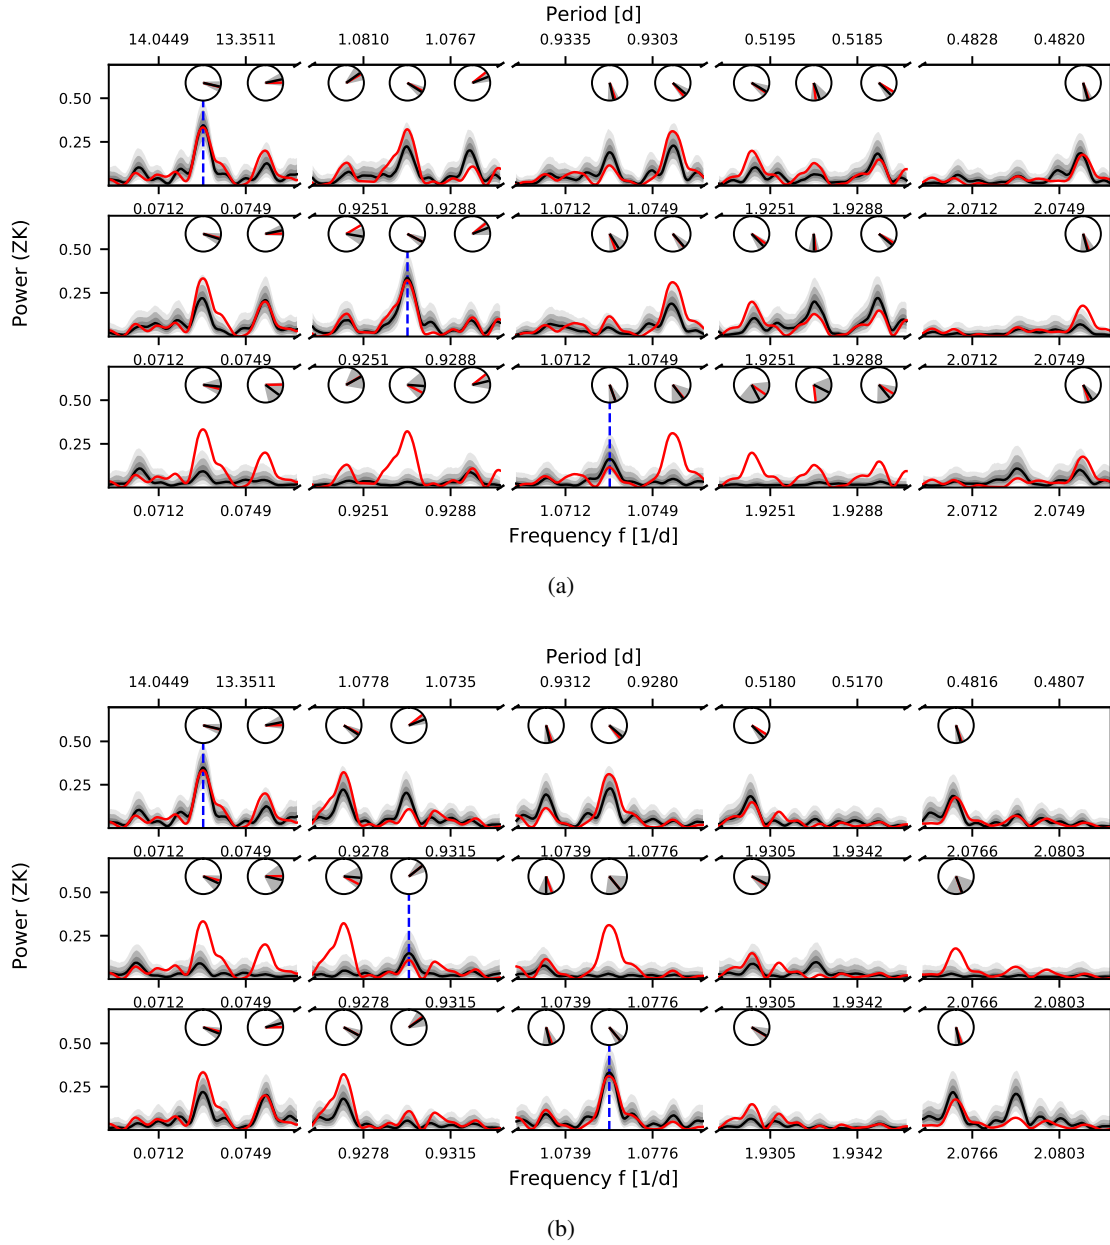 Period [d]
14.0449 13.3511 1.0810 1.0767 0.9335 0.9303 0.5195 0.5185 0.4828 0.4820
0.50
0.25
0.0712 0.0749 0.9251 0.9288 1.0712 1.0749 1.9251 1.9288 2.0712 2.0749
Power (ZK)
0.50
0.25
0.0712 0.0749 0.9251 0.9288 1.0712 1.0749 1.9251 1.9288 2.0712 2.0749
0.50
0.25
0.0712 0.0749 0.9251 0.9288 1.0712 1.0749 1.9251 1.9288 2.0712 2.0749
Frequency f [1/d]
(a)
Period [d]
14.0449 13.3511 1.0778 1.0735 0.9312 0.9280 0.5180 0.5170 0.4816 0.4807
0.50
0.25
0.0712 0.0749 0.9278 0.9315 1.0739 1.0776 1.9305 1.9342 2.0766 2.0803
Power (ZK)
0.50
0.25
0.0712 0.0749 0.9278 0.9315 1.0739 1.0776 1.9305 1.9342 2.0766 2.0803
0.50
0.25
0.0712 0.0749 0.9278 0.9315 1.0739 1.0776 1.9305 1.9342 2.0766 2.0803
Frequency f [1/d]
(b)